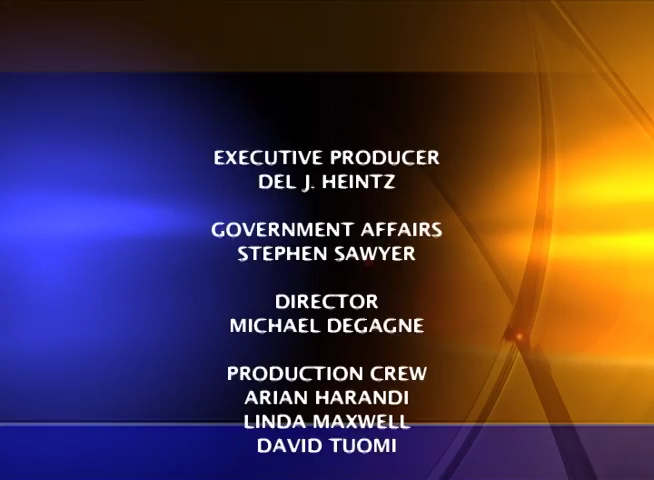 EXECUTIVE PRODUCER
DEL J. HEINTZ
GOVERNMENT AFFAIRS
STEPHEN SAWYER
DIRECTOR
MICHAEL DEGAGNE
PRODUCTION CREW
ARIAN HARANDI
LINDA MAXWELL
DAVID TUOMI